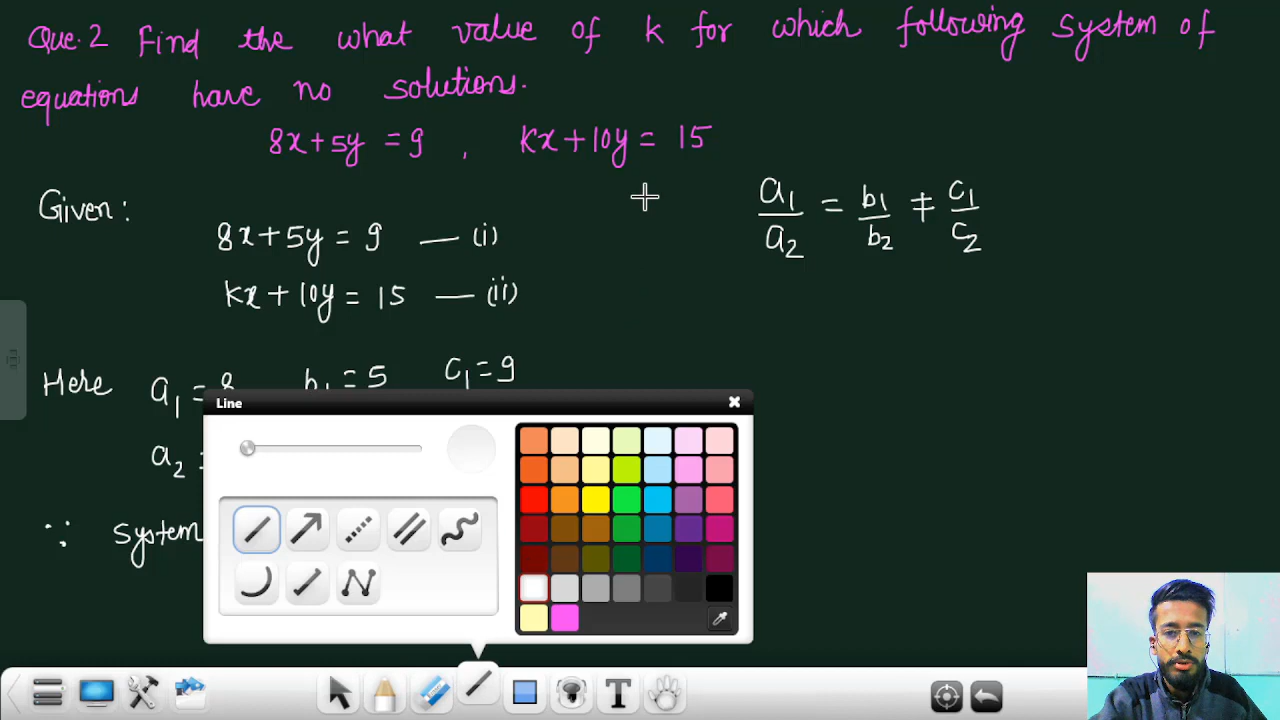 Que. 2 Find the what value of k for which following system of
equations have no solutions.
8x+5y = 9 , kx+10y = 15
Given:
8x+5y = 9 — (i)
kx+10y = 15 — (ii)
a1/a2 = b1/b2 ≠ c1/c2
Here a1 = 8 b1 = 5 c1 = 9
a2 =
∵ system
Line
T